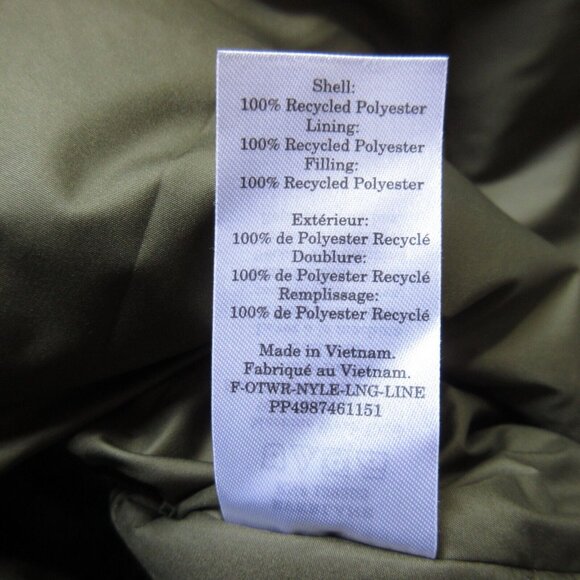 Shell:
100% Recycled Polyester
Lining:
100% Recycled Polyester
Filling:
100% Recycled Polyester
Extérieur:
100% de Polyester Recyclé
Doublure:
100% de Polyester Recyclé
Remplissage:
100% de Polyester Recyclé
Made in Vietnam.
Fabriqué au Vietnam.
F-OTWR-NYLE-LNG-LINE
PP4987461151